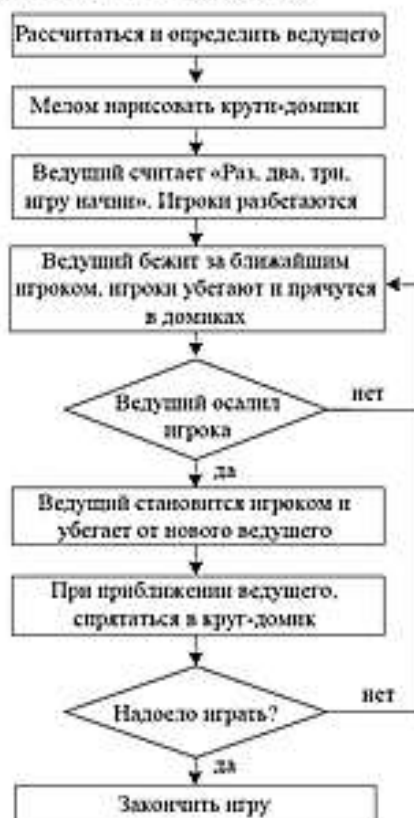 Рассчитаться и определить ведущего
Мелом нарисовать круги-домики
Ведущий считает «Раз, два, три,
игру начни». Игроки разбегаются
Ведущий бежит за ближайшим
игроком, игроки убегают и прячутся
в домиках
Ведущий осалил
игрока
нет
да
Ведущий становится игроком и
убегает от нового ведущего
При приближении ведущего,
спрятаться в круг-домик
Надоело играть?
нет
да
Закончить игру